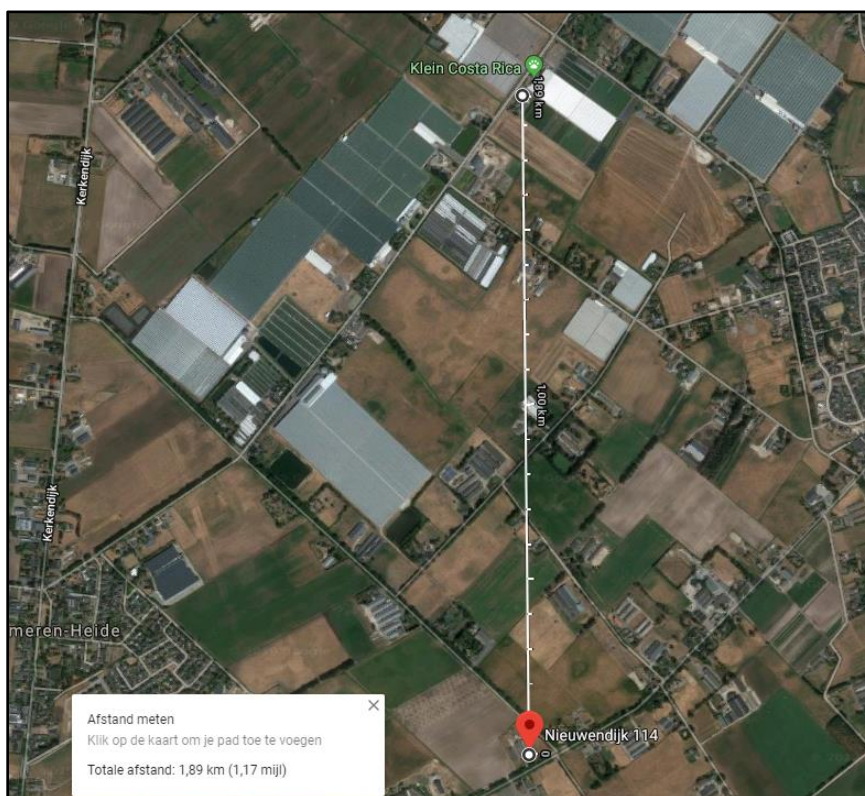 Klein Costa Rica
1,89 km
Kerkendijk
1,00 km
Kerkendijk
meren-Heide
Nieuwendijk 114
0
Afstand meten
Klik op de kaart om je pad toe te voegen
Totale afstand: 1,89 km (1,17 mijl)